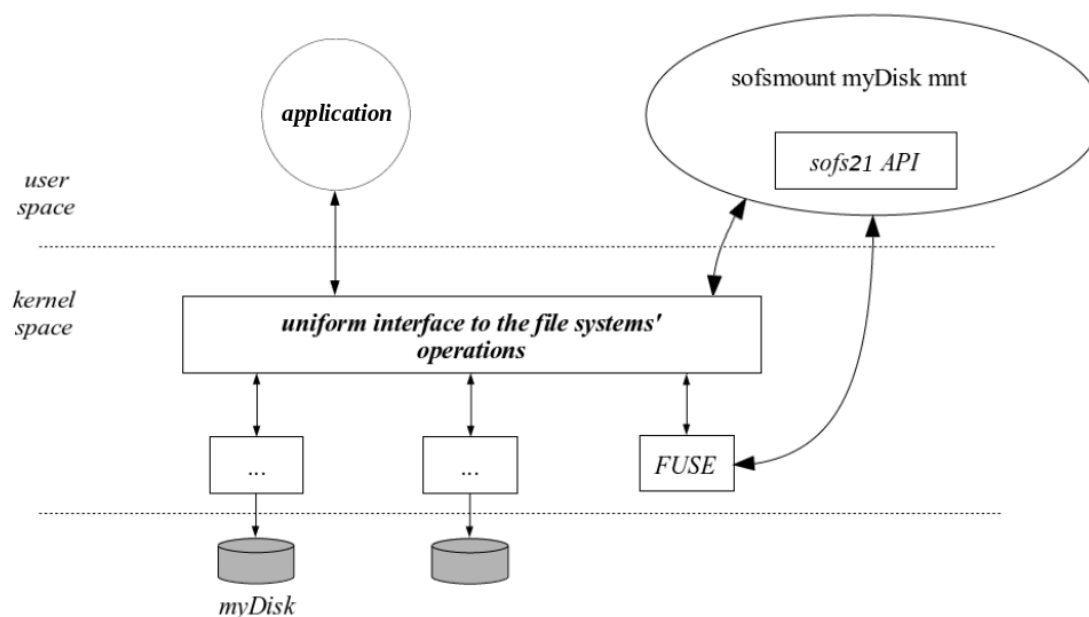 application
sofsmount myDisk mnt
sofs21 API
user
space
kernel
space
uniform interface to the file systems'
operations
...
...
FUSE
myDisk